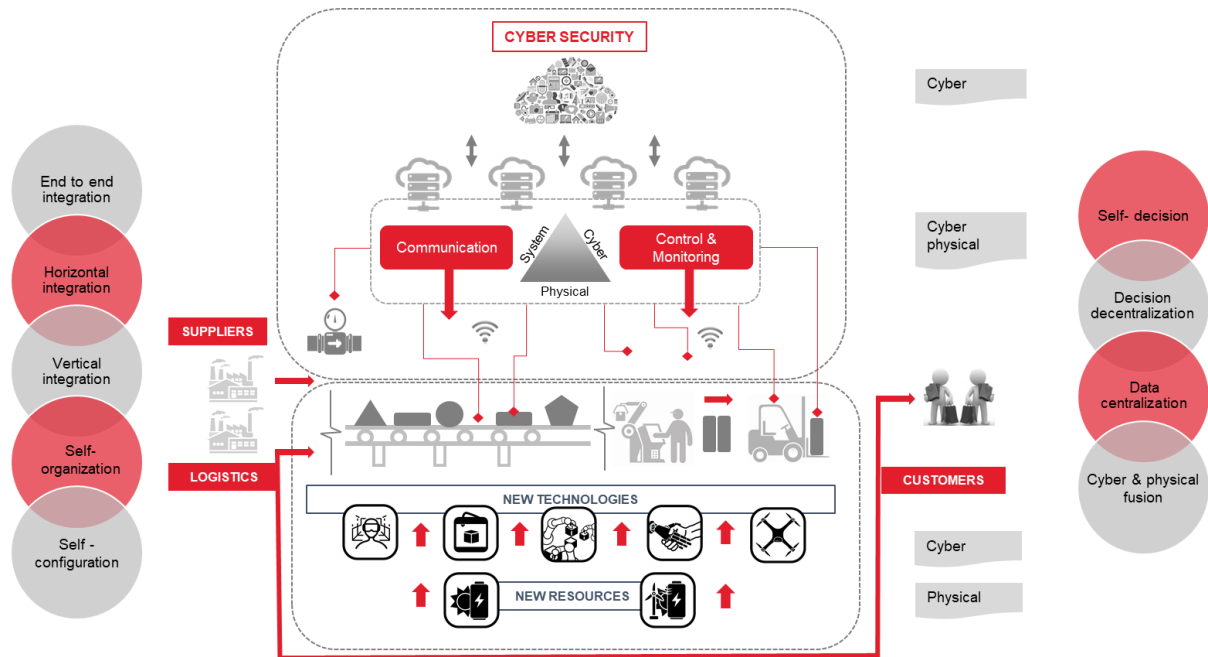 CYBER SECURITY
Cyber
End to end
integration
Horizontal
integration
Vertical
integration
Self-
organization
Self -
configuration
SUPPLIERS
LOGISTICS
Communication
System
Cyber
Physical
Control &
Monitoring
Cyber
physical
Self- decision
Decision
decentralization
Data
centralization
Cyber & physical
fusion
NEW TECHNOLOGIES
NEW RESOURCES
CUSTOMERS
Cyber
Physical